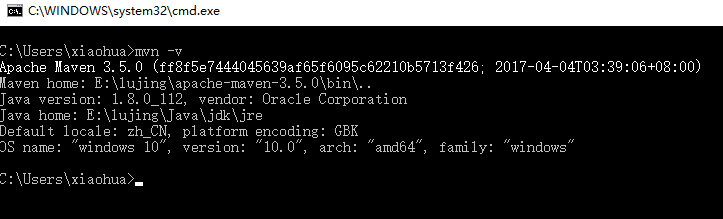 C:\WINDOWS\system32\cmd.exe
C:\Users\xiaohua>mvn -v
Apache Maven 3.5.0 (ff8f5e7444045639af65f6095c62210b5713f426; 2017-04-04T03:39:06+08:00)
Maven home: E:\lujing\apache-maven-3.5.0\bin\..
Java version: 1.8.0_112, vendor: Oracle Corporation
Java home: E:\lujing\Java\jdk\jre
Default locale: zh_CN, platform encoding: GBK
OS name: "windows 10", version: "10.0", arch: "amd64", family: "windows"
C:\Users\xiaohua>